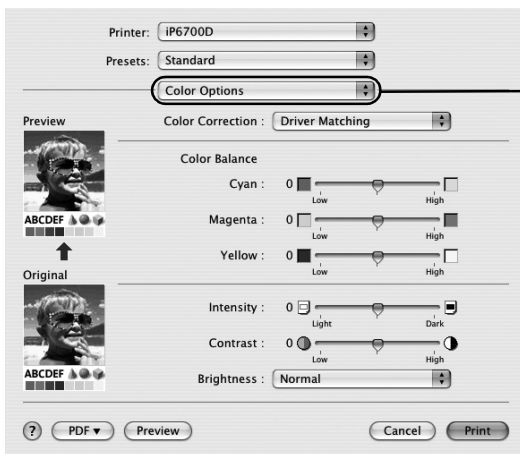 Printer: iP6700D
Presets: Standard
Color Options
Preview
Color Correction : Driver Matching
Color Balance
Cyan : 0
Low High
Magenta : 0
Low High
Yellow : 0
Low High
ABCDEF
Original
Intensity : 0
Light Dark
Contrast : 0
Low High
Brightness : Normal
ABCDEF
? PDF▼ Preview Cancel Print